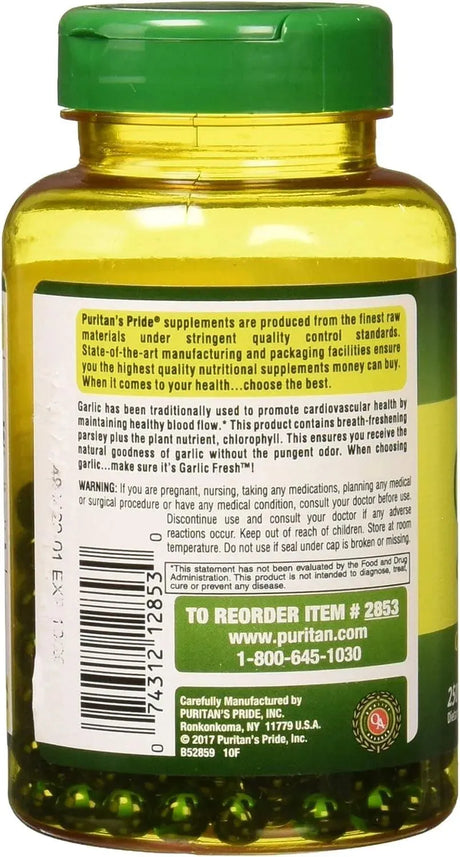 Puritan's Pride® supplements are produced from the finest raw
materials under stringent quality control standards.
State-of-the-art manufacturing and packaging facilities ensure
you the highest quality nutritional supplements money can buy.
When it comes to your health...choose the best.
Garlic has been traditionally used to promote cardiovascular health by
maintaining healthy blood flow.* This product contains breath-freshening
parsley plus the plant nutrient, chlorophyll. This ensures you receive the
natural goodness of garlic without the pungent odor. When choosing
garlic...make sure it's Garlic Fresh™!
WARNING: If you are pregnant, nursing, taking any medications, planning any medical
or surgical procedure or have any medical condition, consult your doctor before use.
Discontinue use and consult your doctor if any adverse
reactions occur. Keep out of reach of children. Store at room
temperature. Do not use if seal under cap is broken or missing.
*This statement has not been evaluated by the Food and Drug
Administration. This product is not intended to diagnose, treat,
cure or prevent any disease.
0 74312 12853 0
TO REORDER ITEM # 2853
www.puritan.com
1-800-645-1030
Carefully Manufactured by
PURITAN'S PRIDE, INC.
Ronkonkoma, NY 11779 U.S.A.
© 2017 Puritan's Pride, Inc.
B52859 10F
QA